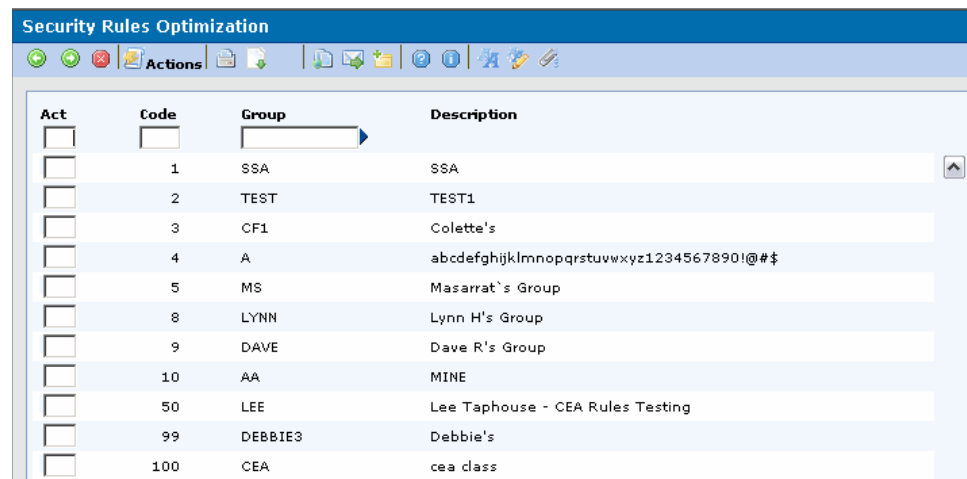 Security Rules Optimization
Actions
Act Code Group Description
1 SSA SSA
2 TEST TEST1
3 CF1 Colette's
4 A abcdefghijklmnopqrstuvwxyz1234567890!@#$
5 MS Masarrat`s Group
8 LYNN Lynn H's Group
9 DAVE Dave R's Group
10 AA MINE
50 LEE Lee Taphouse - CEA Rules Testing
99 DEBBIE3 Debbie's
100 CEA cea class